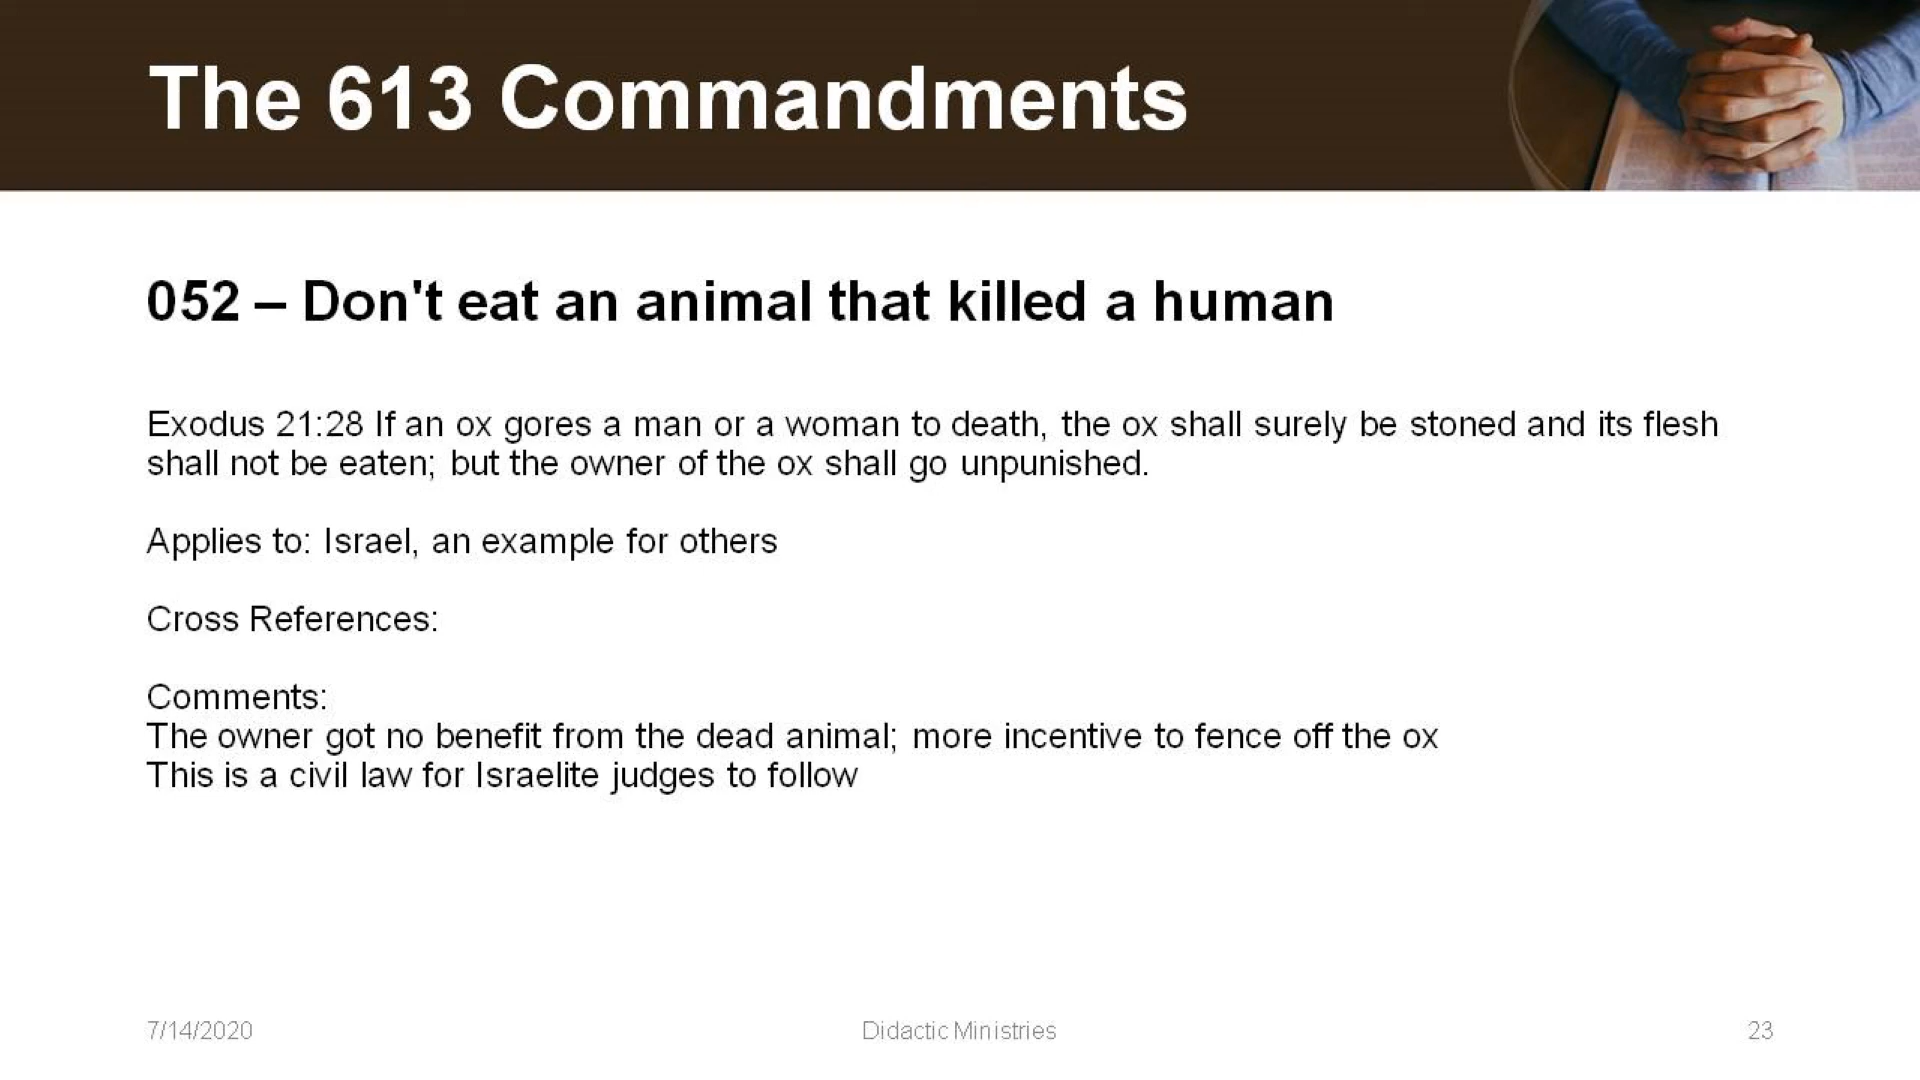 The 613 Commandments
052 – Don't eat an animal that killed a human
Exodus 21:28 If an ox gores a man or a woman to death, the ox shall surely be stoned and its flesh
shall not be eaten; but the owner of the ox shall go unpunished.
Applies to: Israel, an example for others
Cross References:
Comments:
The owner got no benefit from the dead animal; more incentive to fence off the ox
This is a civil law for Israelite judges to follow
7/14/2020
Didactic Ministries
23